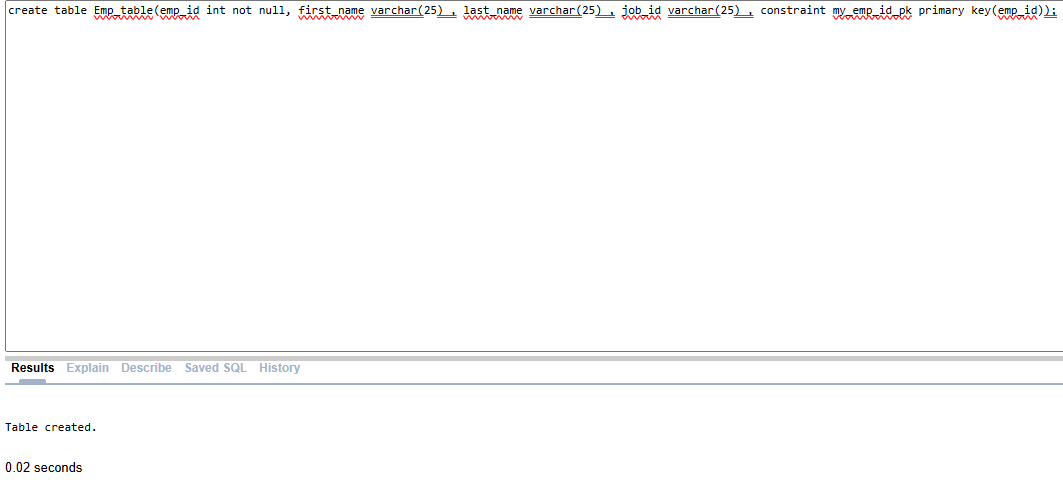 create table Emp_table(emp_id int not null, first_name varchar(25) , last_name varchar(25) , job_id varchar(25) , constraint my_emp_id_pk primary key(emp_id));
Results Explain Describe Saved SQL History
Table created.
0.02 seconds